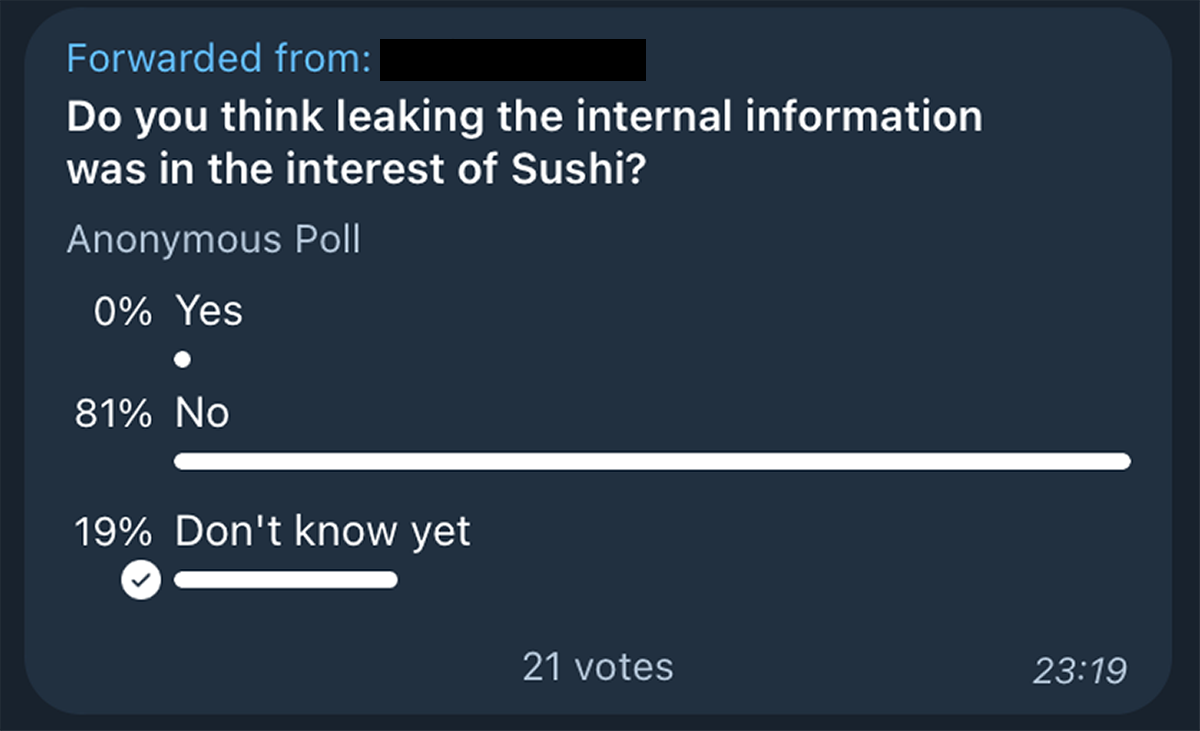 Forwarded from:
Do you think leaking the internal information
was in the interest of Sushi?
Anonymous Poll
0% Yes
81% No
19% Don't know yet
21 votes 23:19